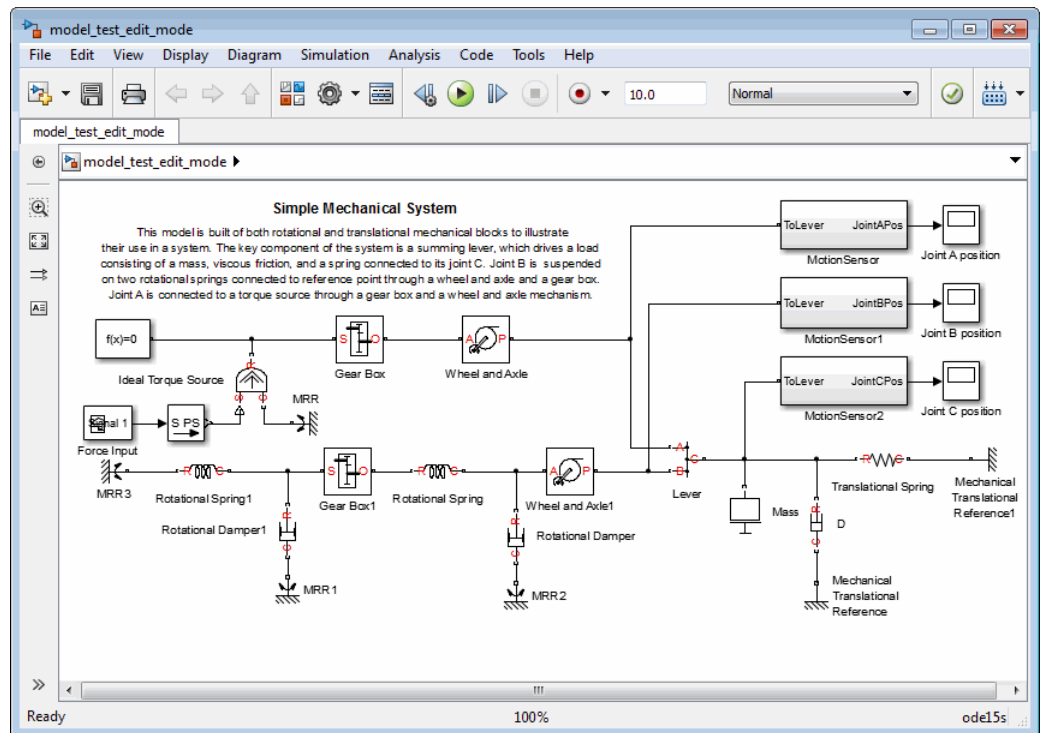 model_test_edit_mode
File Edit View Display Diagram Simulation Analysis Code Tools Help
10.0 Normal
model_test_edit_mode
model_test_edit_mode
Simple Mechanical System
This model is built of both rotational and translational mechanical blocks to illustrate
their use in a system. The key component of the system is a summing lever, which drives a load
consisting of a mass, viscous friction, and a spring connected to its joint C. Joint B is suspended
on two rotational springs connected to reference point through a wheel and axle and a gear box.
Joint A is connected to a torque source through a gear box and a wheel and axle mechanism.
ToLever JointAPos
MotionSensor
Joint A position
ToLever JointBPos
MotionSensor1
Joint B position
ToLever JointCPos
MotionSensor2
Joint C position
f(x)=0
S O
Gear Box
A P
Wheel and Axle
Ideal Torque Source
R
S C
MRR
Signal 1
Force Input
S PS
MRR3
R C
Rotational Spring1
S O
Gear Box1
R C
Rotational Spring
A P
Wheel and Axle1
A
B
C
Lever
R C
Translational Spring
Mechanical
Translational
Reference1
Mass
R
C
D
Rotational Damper1
R
C
Rotational Damper
R
C
MRR1
MRR2
Mechanical
Translational
Reference
Ready 100% ode15s